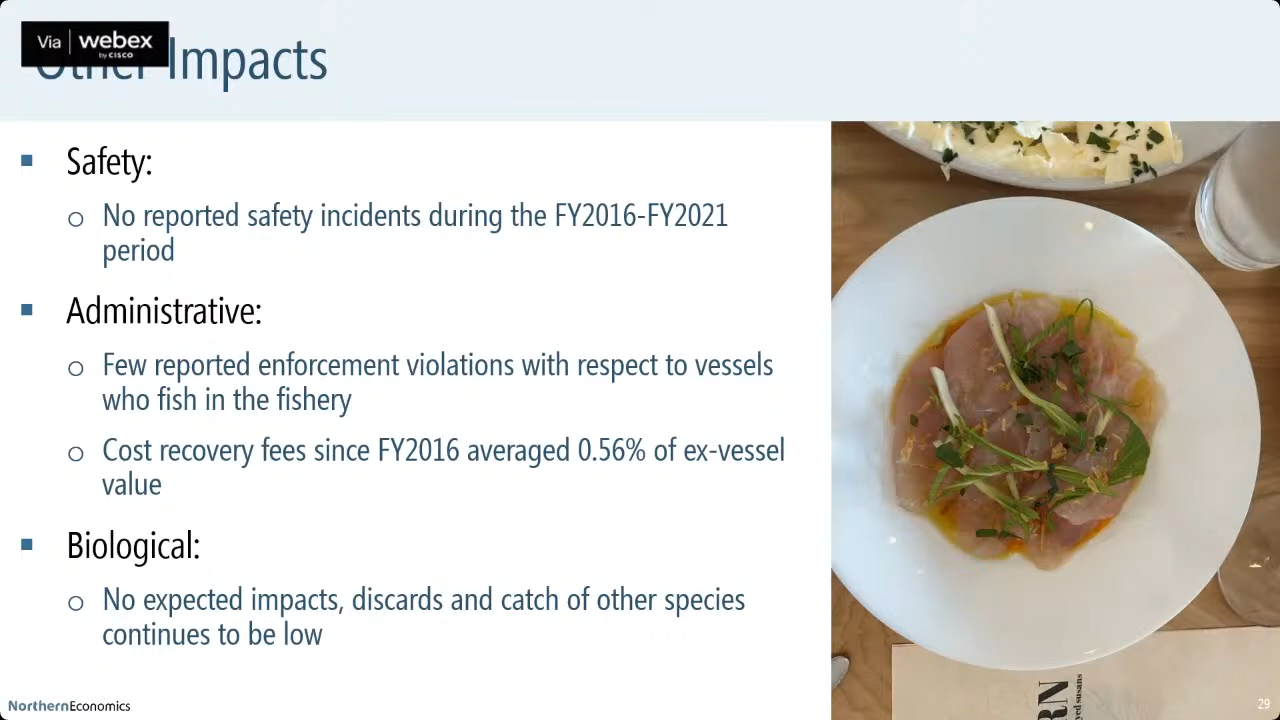 Via webex
by CISCO
Other Impacts
Safety:
No reported safety incidents during the FY2016-FY2021
period
Administrative:
Few reported enforcement violations with respect to vessels
who fish in the fishery
Cost recovery fees since FY2016 averaged 0.56% of ex-vessel
value
Biological:
No expected impacts, discards and catch of other species
continues to be low
NorthernEconomics
29